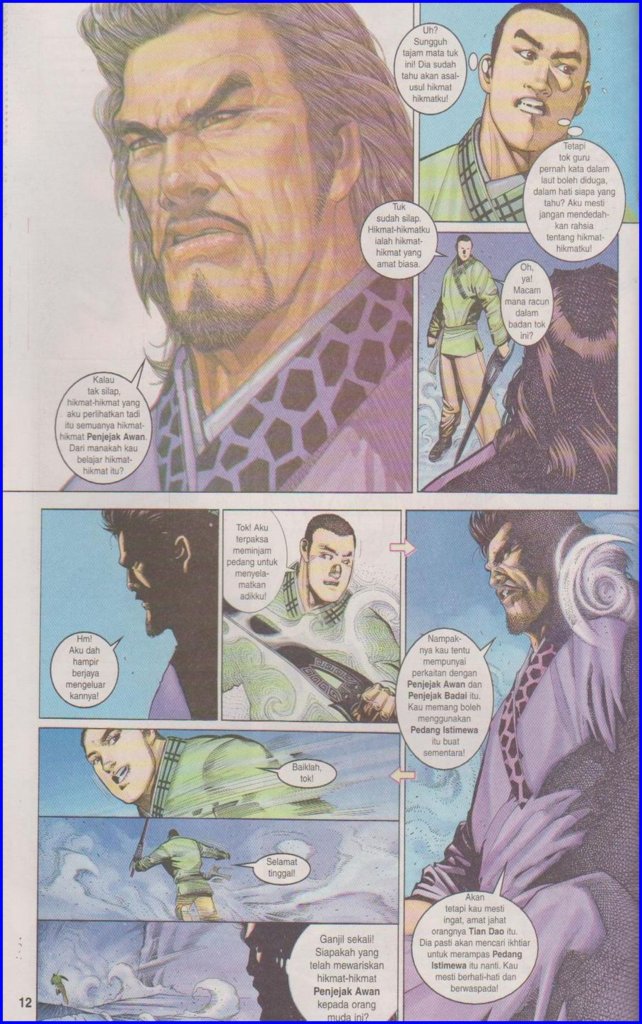 Kalau
tak silap,
hikmat-hikmat yang
aku perlihatkan tadi
itu semuanya hikmat-
hikmat Penjejak Awan.
Dari manakah kau
belajar hikmat-
hikmat itu?
Uh?
Sungguh
tajam mata tuk
ini! Dia sudah
tahu akan asal-
usul hikmat
hikmatku!
Tetapi
tok guru
pernah kata dalam
laut boleh diduga,
dalam hati siapa yang
tahu? Aku mesti
jangan mendedah-
kan rahsia
tentang hikmat-
hikmatku!
Tuk
sudah silap.
Hikmat-hikmatku
ialah hikmat-
hikmat yang
amat biasa.
Oh,
ya!
Macam
mana racun
dalam
badan tok
ini?
Hm!
Aku dah
hampir
berjaya
mengeluar
kannya!
Tok! Aku
terpaksa
meminjam
pedang untuk
menyela-
matkan
adikku!
Nampak-
nya kau tentu
mempunyai
perkaitan dengan
Penjejak Awan dan
Penjejak Badai itu.
Kau memang boleh
menggunakan
Pedang Istimewa
itu buat
sementara!
Akan
tetapi kau mesti
ingat, amat jahat
orangnya Tian Dao itu.
Dia pasti akan mencari ikhtiar
untuk merampas Pedang
Istimewa itu nanti. Kau
mesti berhati-hati dan
berwaspada!
Baiklah,
tok!
Selamat
tinggal!
Ganjil sekali!
Siapakah yang
telah mewariskan
hikmat-hikmat
Penjejak Awan
kepada orang
muda ini?
12